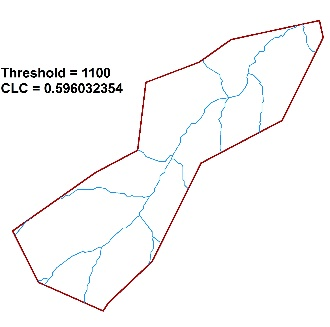 Threshold = 1100
CLC = 0.596032354